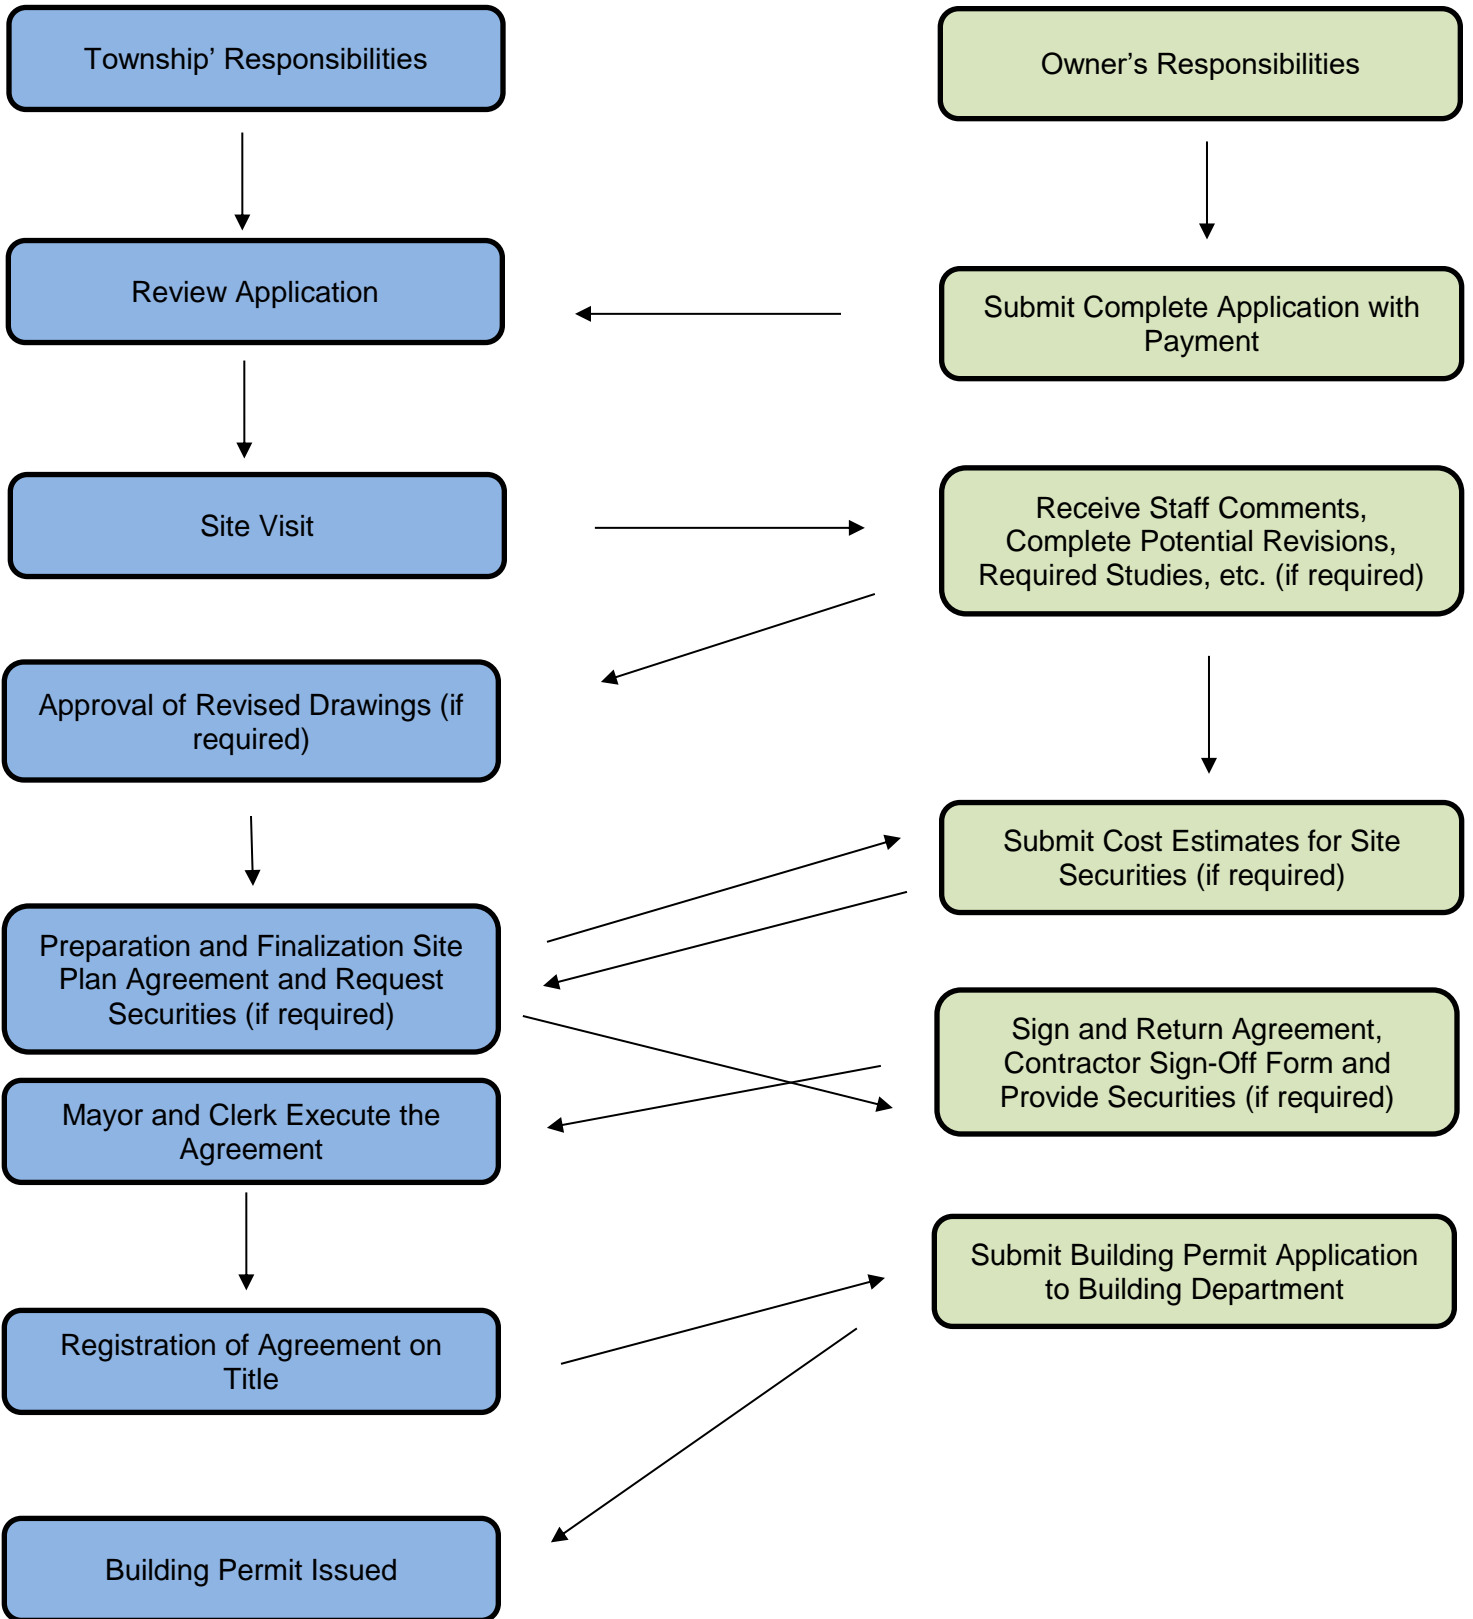 Township’ Responsibilities
Owner’s Responsibilities
Review Application
Submit Complete Application with
Payment
Site Visit
Receive Staff Comments,
Complete Potential Revisions,
Required Studies, etc. (if required)
Approval of Revised Drawings (if
required)
Submit Cost Estimates for Site
Securities (if required)
Preparation and Finalization Site
Plan Agreement and Request
Securities (if required)
Sign and Return Agreement,
Contractor Sign-Off Form and
Provide Securities (if required)
Mayor and Clerk Execute the
Agreement
Submit Building Permit Application
to Building Department
Registration of Agreement on
Title
Building Permit Issued